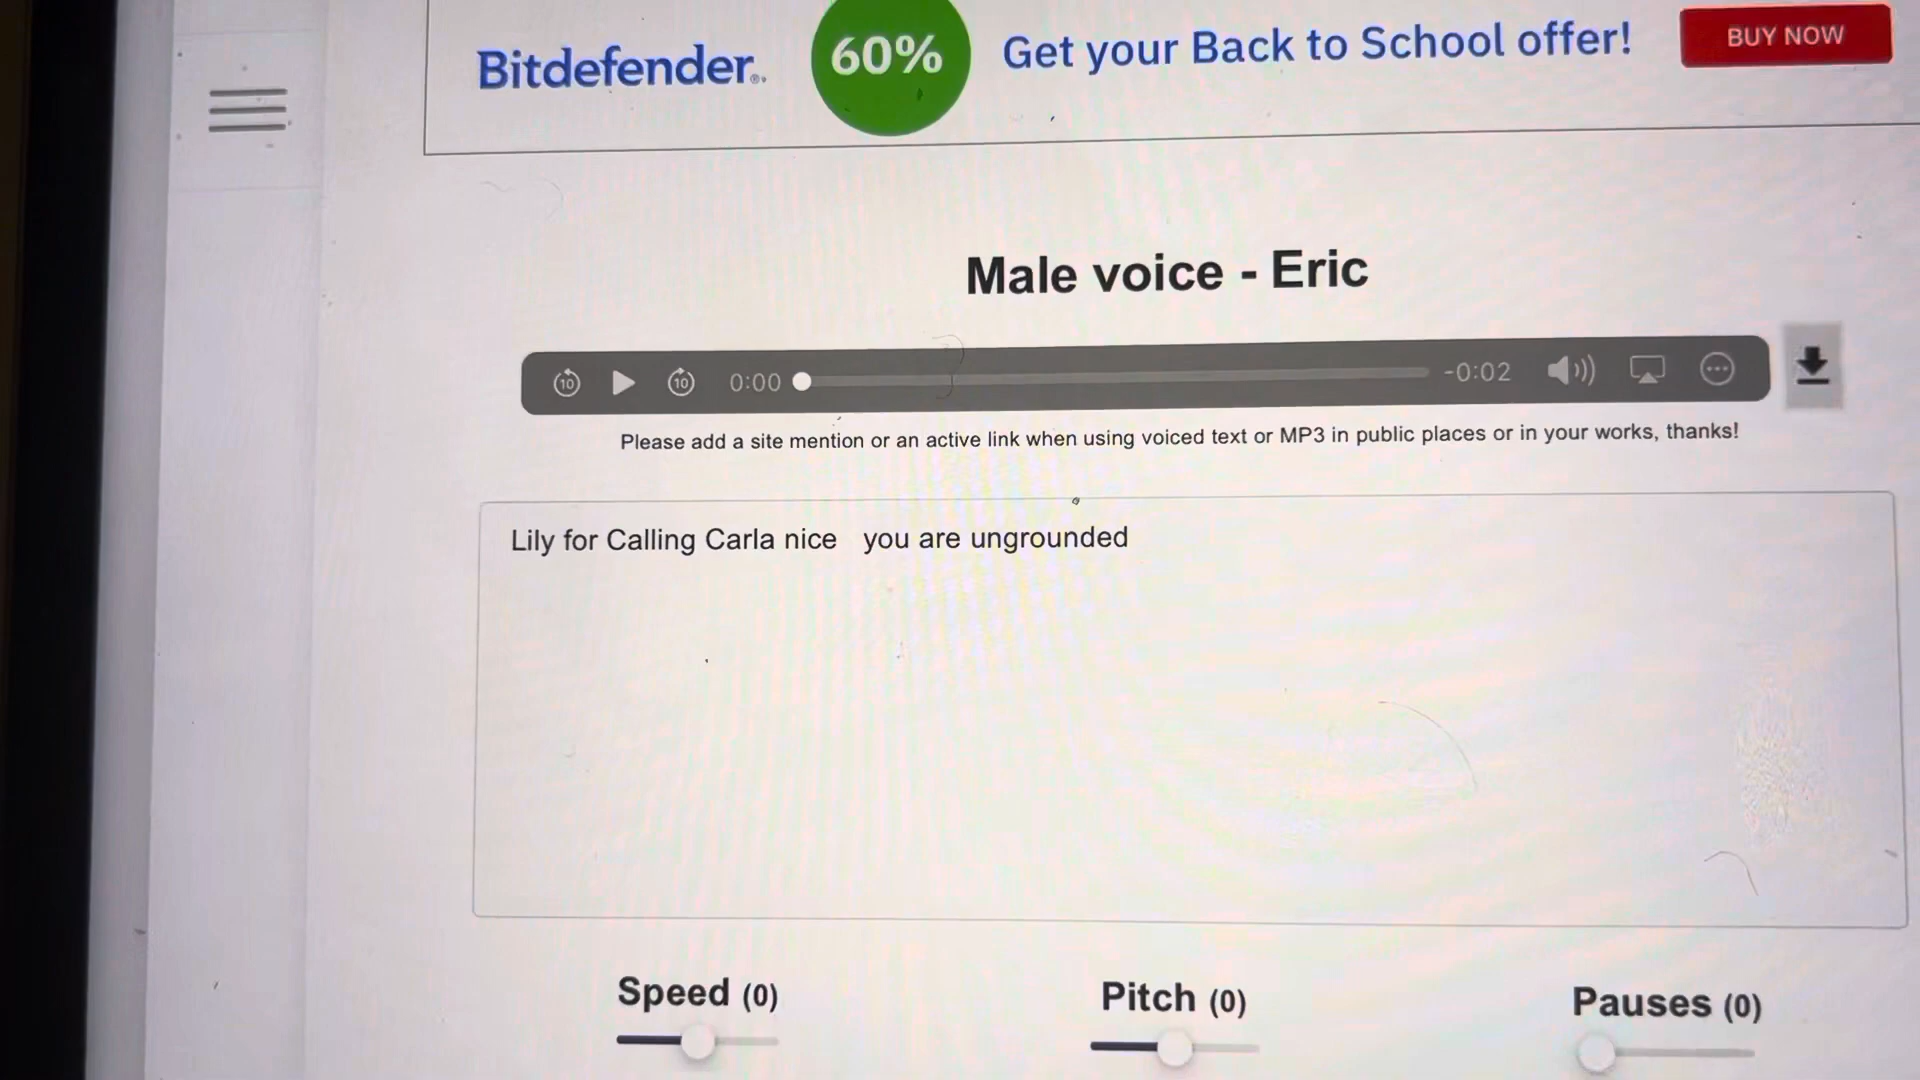 Bitdefender®
60%
Get your Back to School offer!
BUY NOW
Male voice - Eric
10
10
0:00
-0:02
Please add a site mention or an active link when using voiced text or MP3 in public places or in your works, thanks!
Lily for Calling Carla nice   you are ungrounded
Speed (0)
Pitch (0)
Pauses (0)